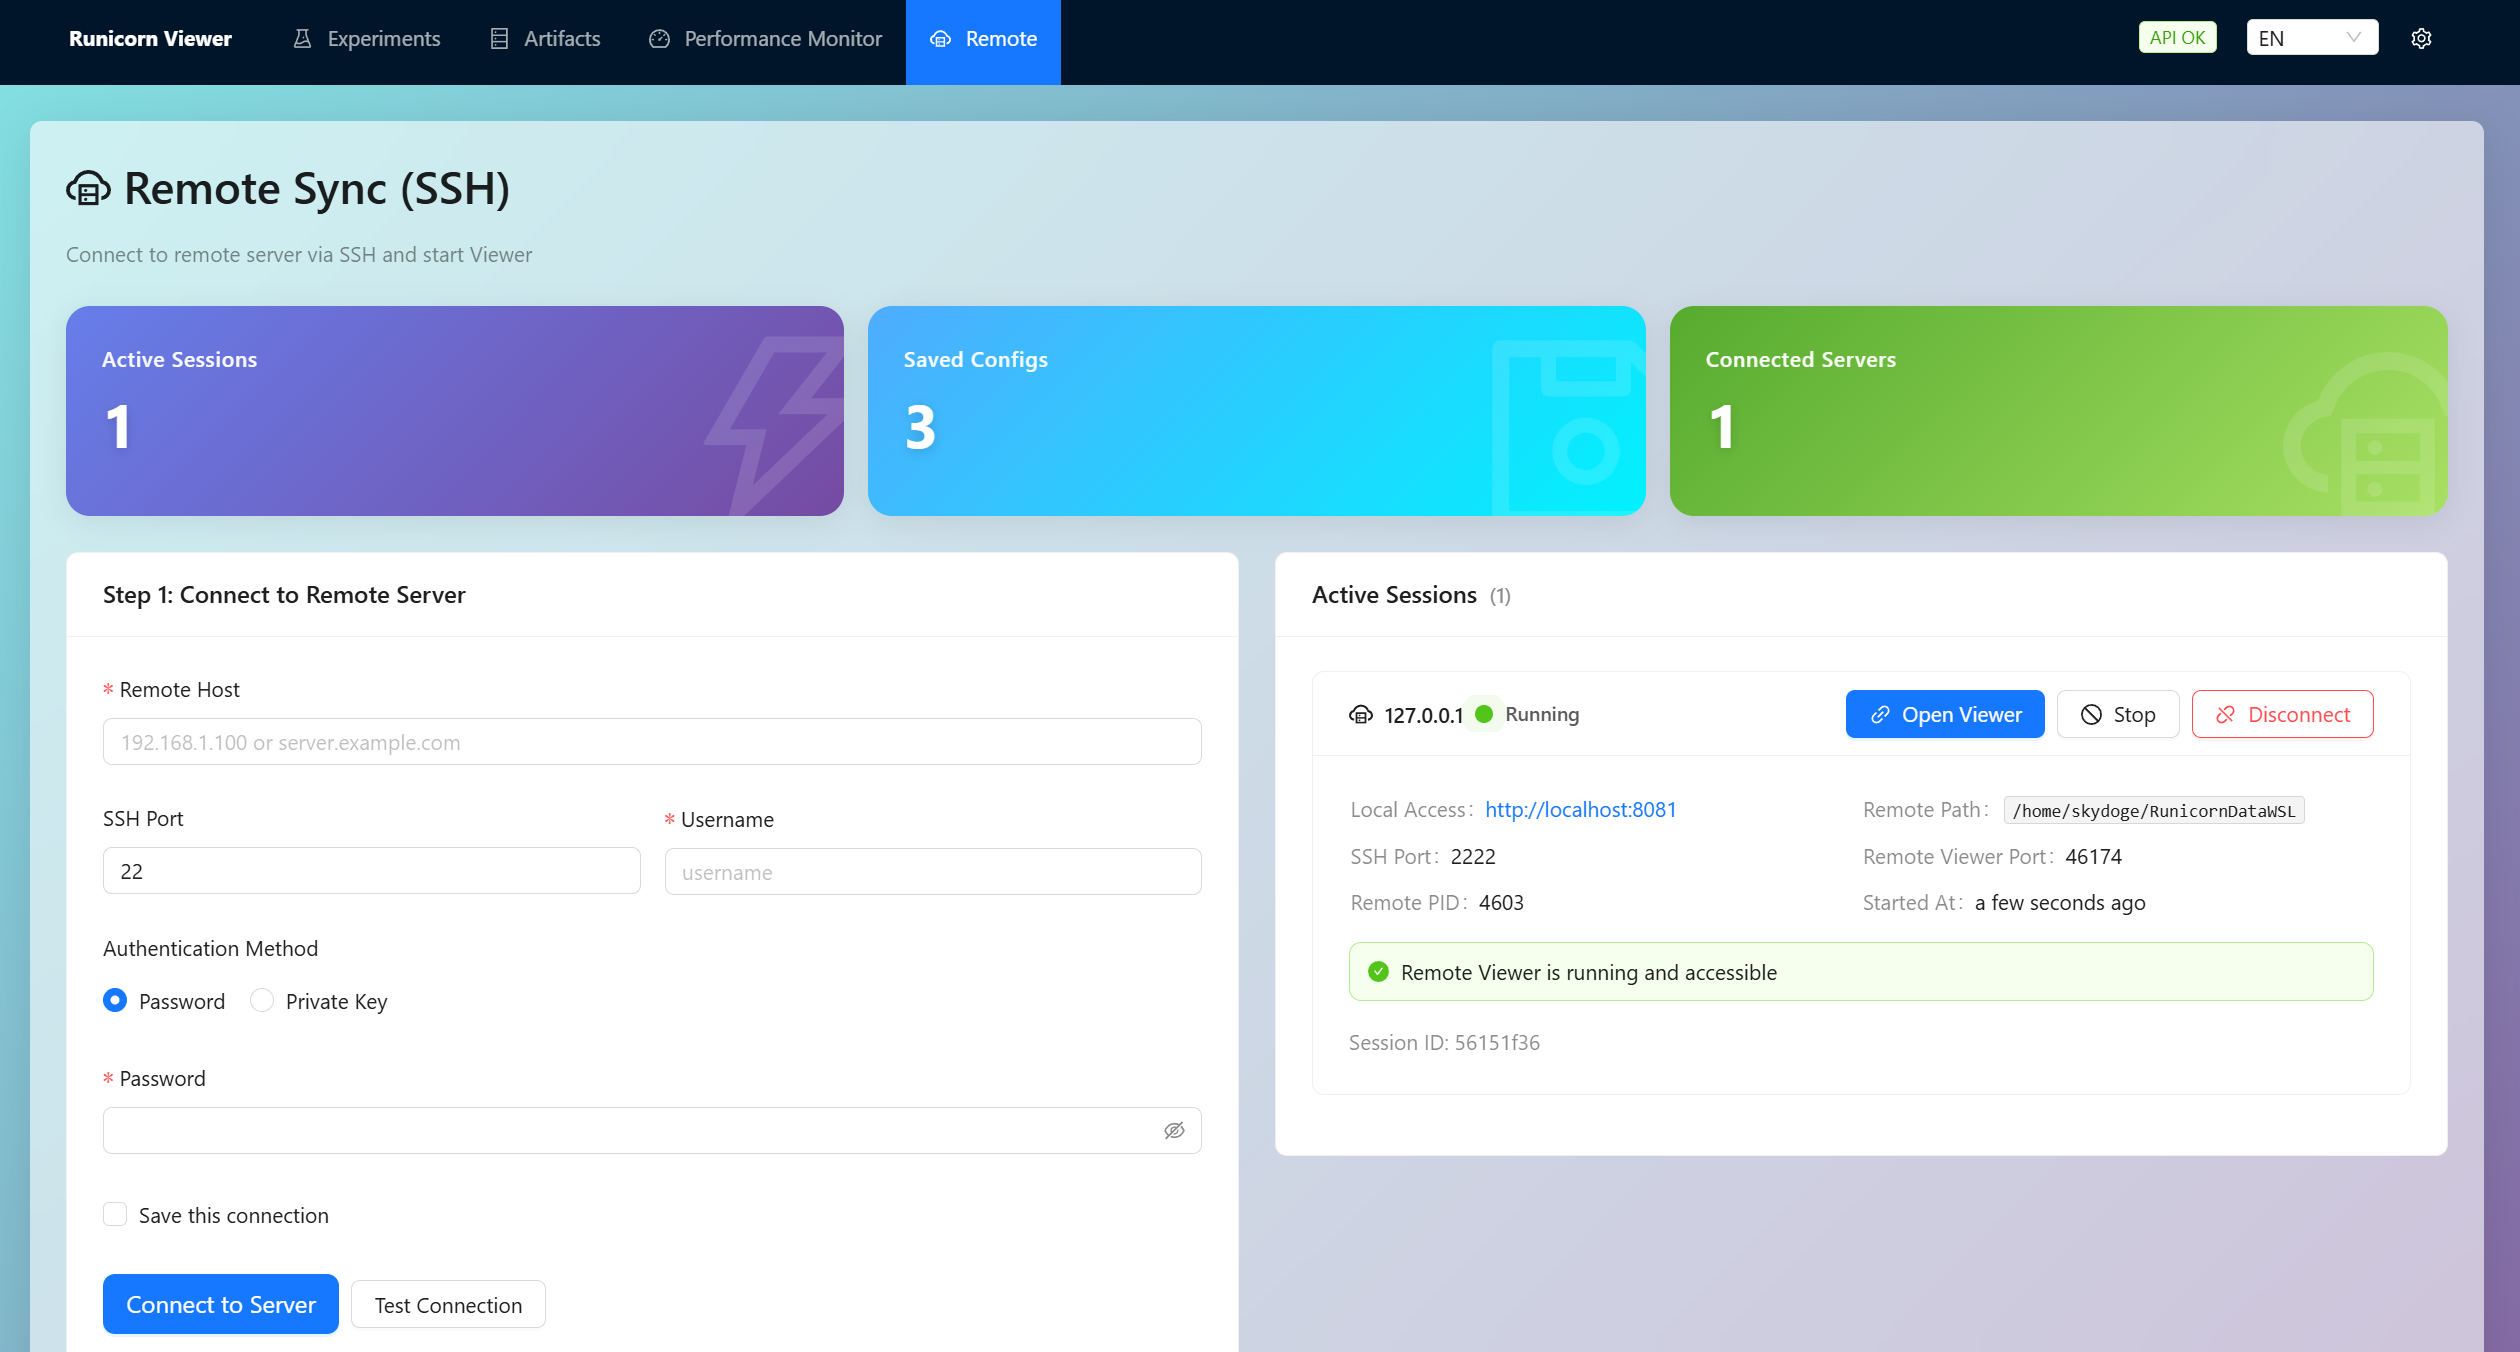 Runicorn Viewer
Experiments
Artifacts
Performance Monitor
Remote
API OK
EN
Remote Sync (SSH)
Connect to remote server via SSH and start Viewer
Active Sessions
1
Saved Configs
3
Connected Servers
1
Step 1: Connect to Remote Server
* Remote Host
192.168.1.100 or server.example.com
SSH Port
* Username
22
username
Authentication Method
Password
Private Key
* Password
Save this connection
Connect to Server
Test Connection
Active Sessions (1)
127.0.0.1 Running
Open Viewer
Stop
Disconnect
Local Access: http://localhost:8081
Remote Path: /home/skydoge/RunicornDataWSL
SSH Port: 2222
Remote Viewer Port: 46174
Remote PID: 4603
Started At: a few seconds ago
Remote Viewer is running and accessible
Session ID: 56151f36